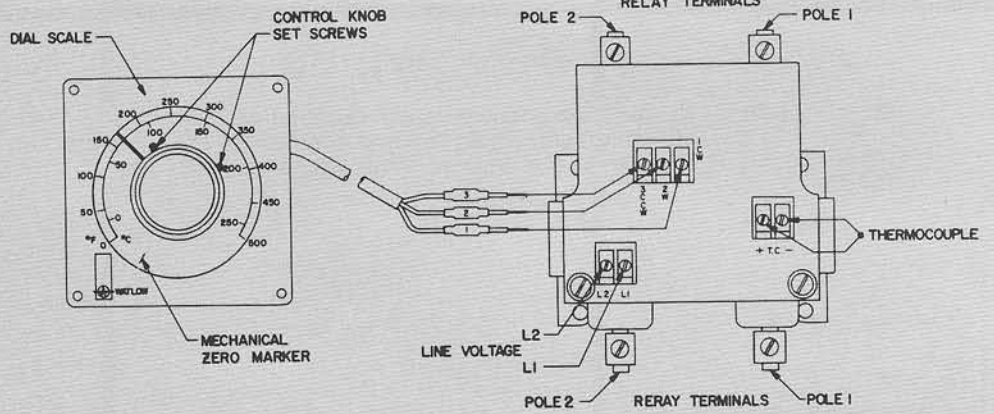 RELAY TERMINALS
POLE 2
POLE 1
CONTROL KNOB
SET SCREWS
DIAL SCALE
0
50
100
150
200
250
300
350
400
450
500
0
50
100
150
200
250
°F
°C
WATLOW
MECHANICAL
ZERO MARKER
3
2
1
3
C
C
W
2
W
1
C
W
+ T.C -
THERMOCOUPLE
L2
L1
L2
LINE VOLTAGE
L1
POLE 2
RERAY TERMINALS
POLE 1